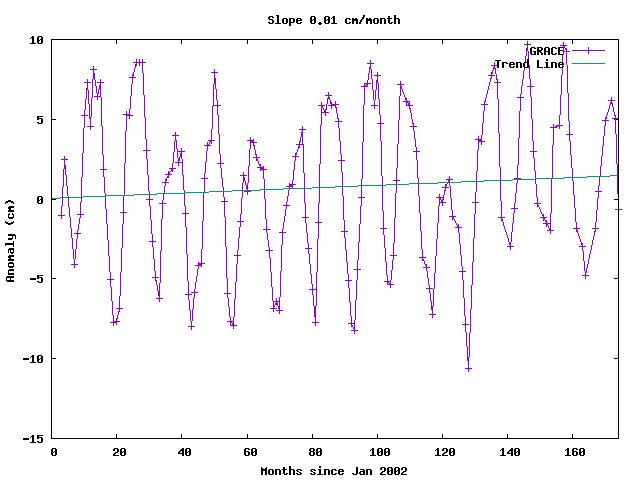 Slope 0.01 cm/month
GRACE
Trend Line
10
5
0
-5
-10
-15
Anomaly (cm)
0 20 40 60 80 100 120 140 160
Months since Jan 2002